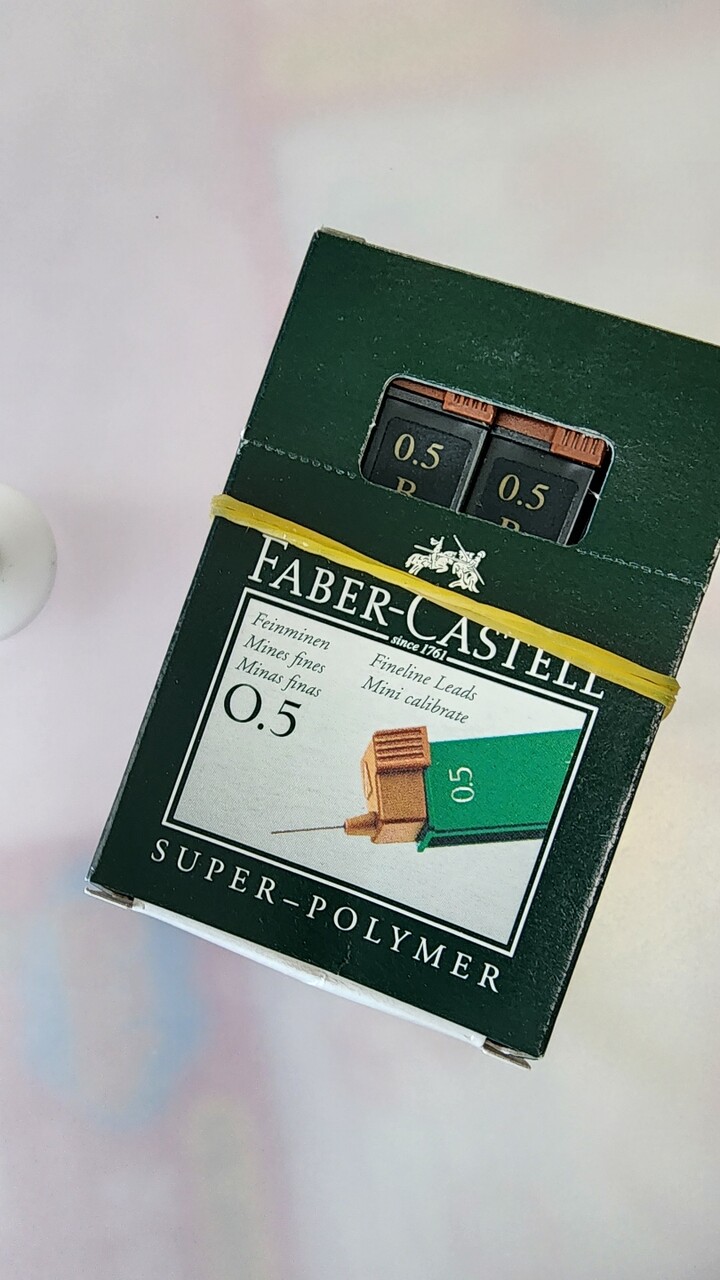 0.5
B
0.5
B
FABER-CASTELL
since 1761
Feinminen
Mines fines
Minas finas
0.5
Fineline Leads
Mini calibrate
0.5
SUPER-POLYMER